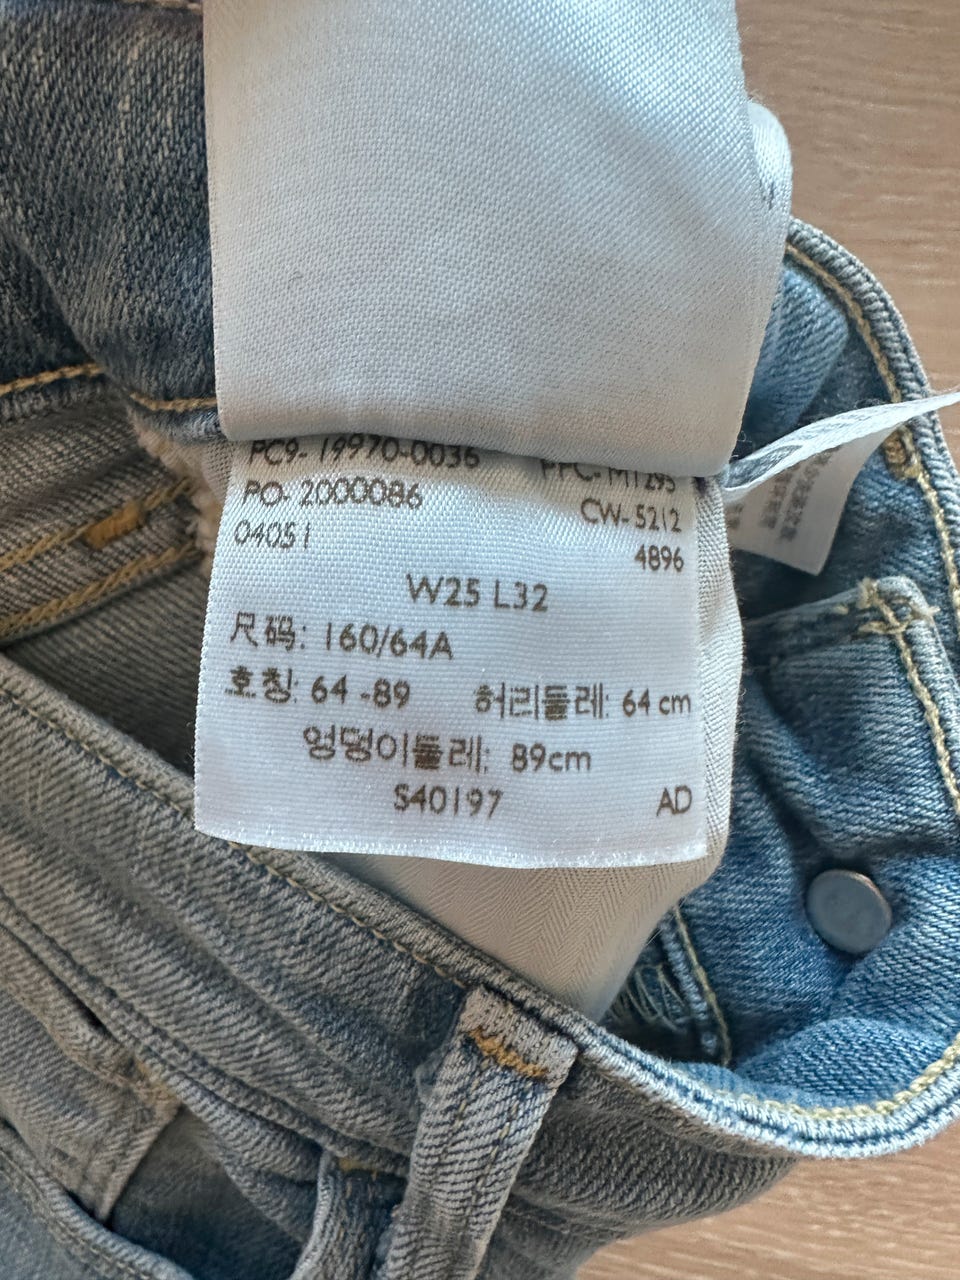 PC9-19970-0036 PPC-M1295
PO-2000086 CW-5212
04051 4896
W25 L32
尺码: 160/64A
호칭: 64 -89 허리둘레: 64 cm
엉덩이둘레: 89cm
S40197 AD